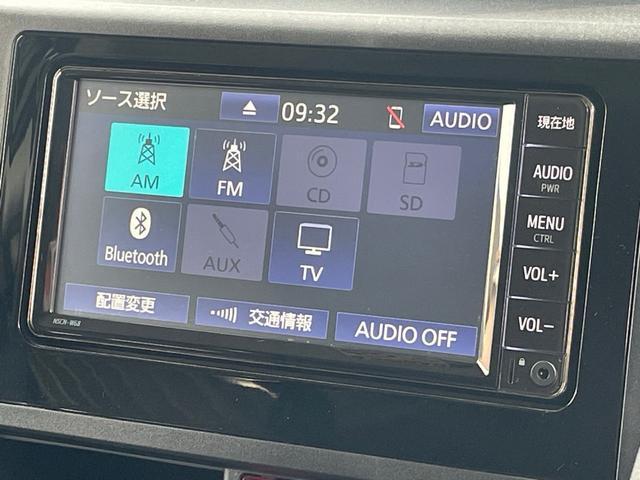 ソース選択 09:32 AUDIO 現在地
AM FM CD SD AUDIO
PWR
Bluetooth AUX TV MENU
CTRL
VOL+
配置変更 交通情報 AUDIO OFF VOL−
NSCN-W68